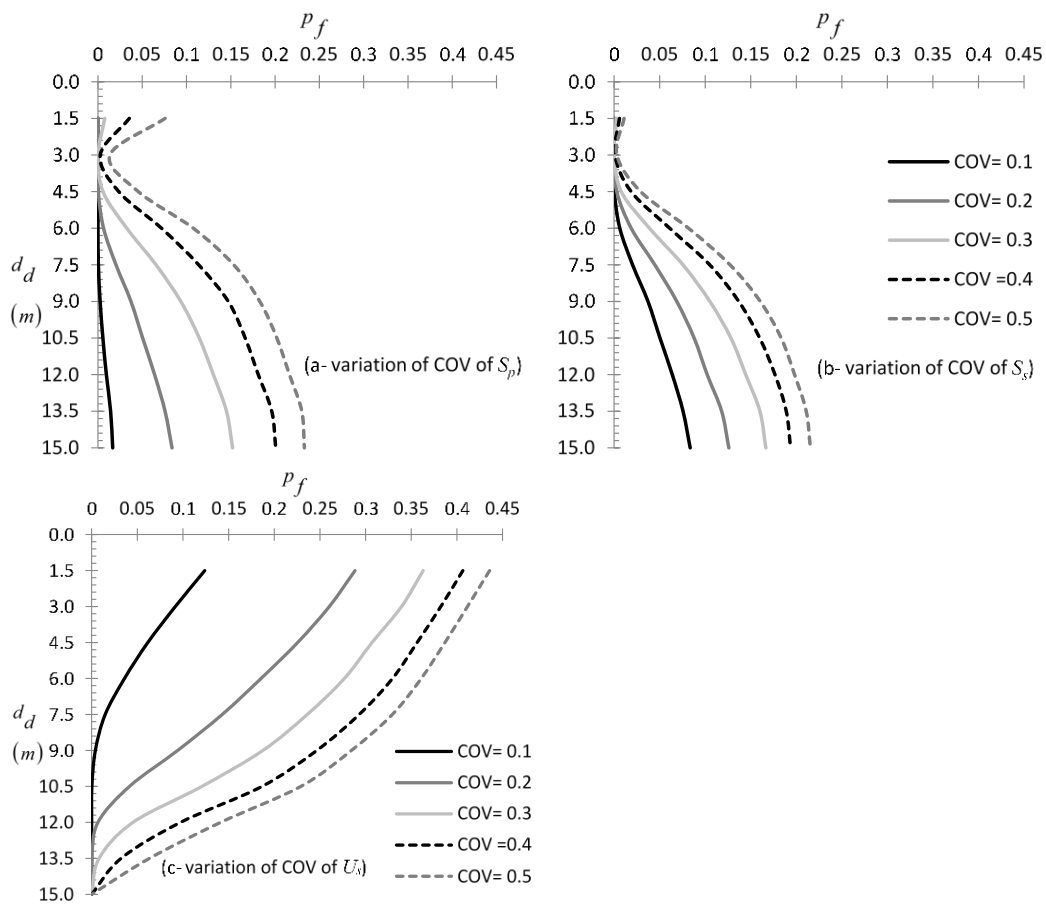 p f
0 0.05 0.1 0.15 0.2 0.25 0.3 0.35 0.4 0.45
0.0
1.5
3.0
4.5
6.0
7.5
9.0
10.5
12.0
13.5
15.0
d d
(m)
(a- variation of COV of Sp)
p f
0 0.05 0.1 0.15 0.2 0.25 0.3 0.35 0.4 0.45
0.0
1.5
3.0
4.5
6.0
7.5
9.0
10.5
12.0
13.5
15.0
COV= 0.1
COV= 0.2
COV= 0.3
COV =0.4
COV= 0.5
(b- variation of COV of Ss)
p f
0 0.05 0.1 0.15 0.2 0.25 0.3 0.35 0.4 0.45
0.0
1.5
3.0
4.5
6.0
7.5
9.0
10.5
12.0
13.5
15.0
d d
(m)
COV= 0.1
COV= 0.2
COV= 0.3
COV =0.4
COV= 0.5
(c- variation of COV of Us)